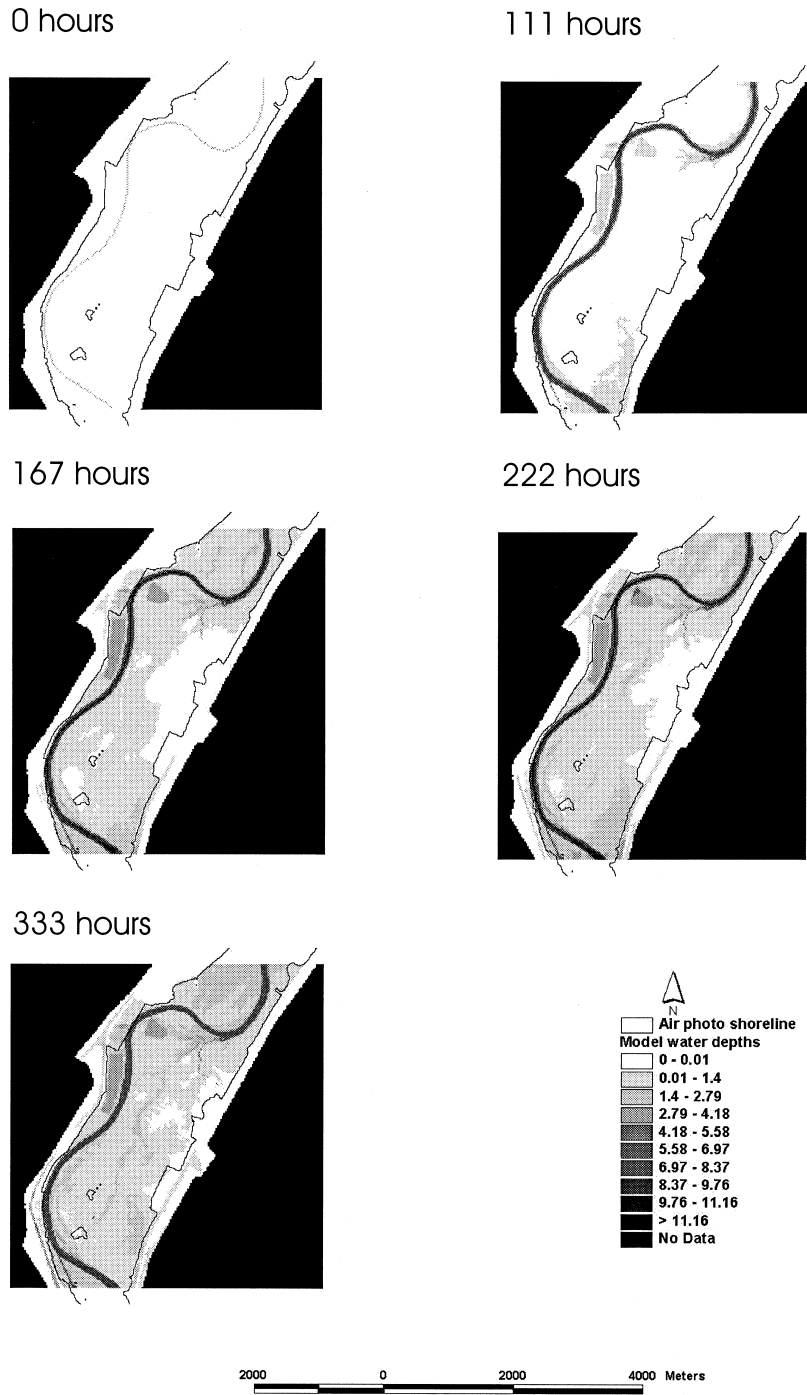 0 hours
111 hours
167 hours
222 hours
333 hours
N
Air photo shoreline
Model water depths
0 - 0.01
0.01 - 1.4
1.4 - 2.79
2.79 - 4.18
4.18 - 5.58
5.58 - 6.97
6.97 - 8.37
8.37 - 9.76
9.76 - 11.16
> 11.16
No Data
2000 0 2000 4000 Meters